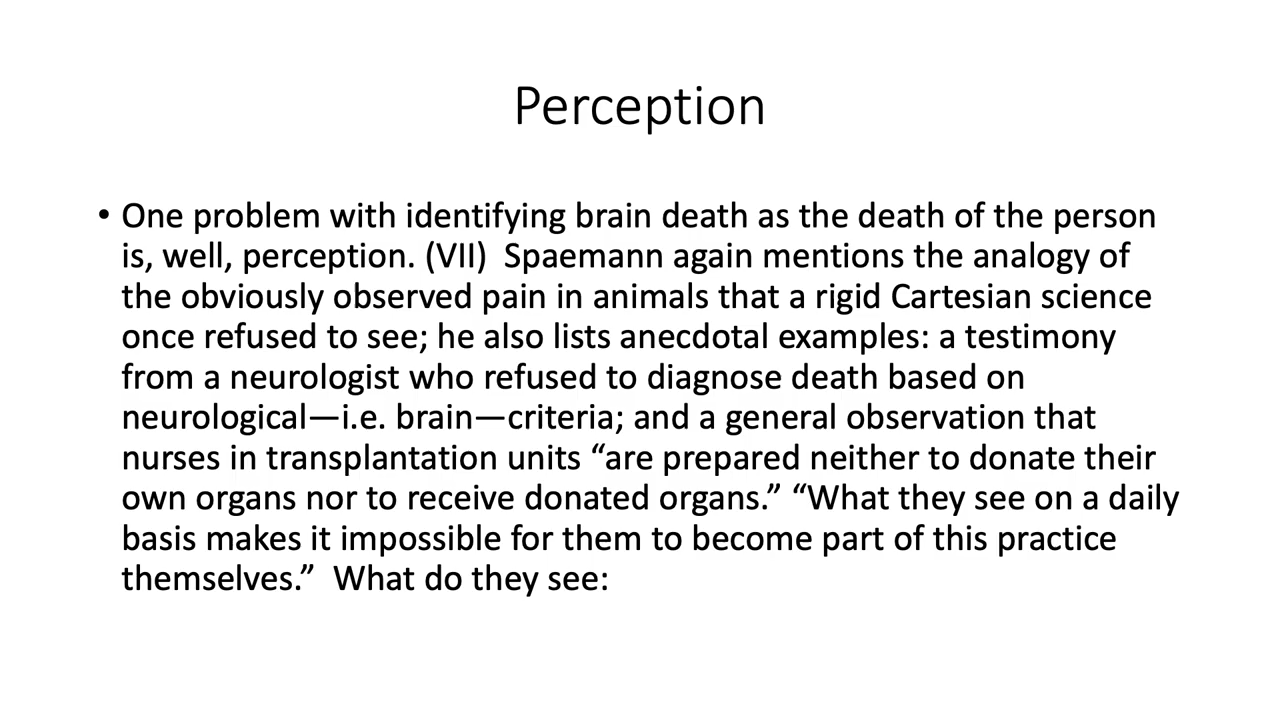 Perception
• One problem with identifying brain death as the death of the person
is, well, perception. (VII)  Spaemann again mentions the analogy of
the obviously observed pain in animals that a rigid Cartesian science
once refused to see; he also lists anecdotal examples: a testimony
from a neurologist who refused to diagnose death based on
neurological—i.e. brain—criteria; and a general observation that
nurses in transplantation units “are prepared neither to donate their
own organs nor to receive donated organs.” “What they see on a daily
basis makes it impossible for them to become part of this practice
themselves.”  What do they see: